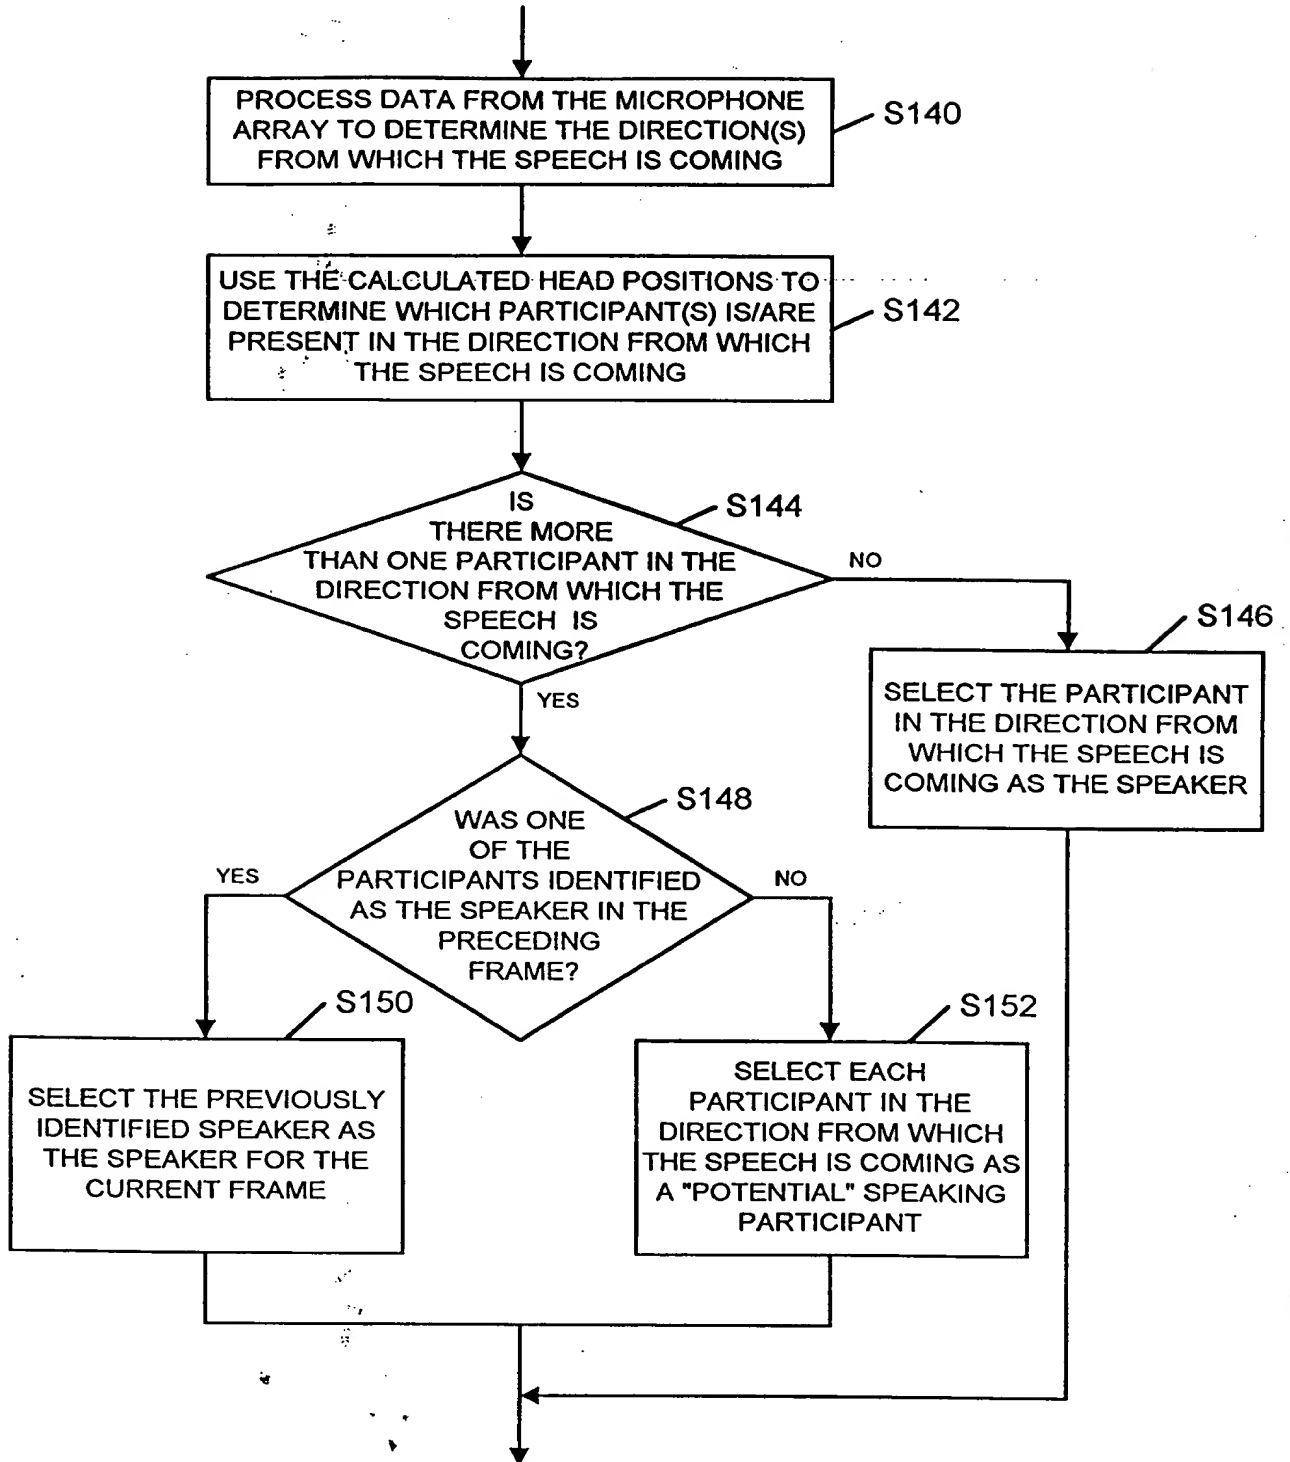 PROCESS DATA FROM THE MICROPHONE
ARRAY TO DETERMINE THE DIRECTION(S)
FROM WHICH THE SPEECH IS COMING
S140
USE THE CALCULATED HEAD POSITIONS TO
DETERMINE WHICH PARTICIPANT(S) IS/ARE
PRESENT IN THE DIRECTION FROM WHICH
THE SPEECH IS COMING
S142
IS
THERE MORE
THAN ONE PARTICIPANT IN THE
DIRECTION FROM WHICH THE
SPEECH IS
COMING?
S144
NO
YES
S146
SELECT THE PARTICIPANT
IN THE DIRECTION FROM
WHICH THE SPEECH IS
COMING AS THE SPEAKER
S148
WAS ONE
OF THE
PARTICIPANTS IDENTIFIED
AS THE SPEAKER IN THE
PRECEDING
FRAME?
YES
NO
S150
SELECT THE PREVIOUSLY
IDENTIFIED SPEAKER AS
THE SPEAKER FOR THE
CURRENT FRAME
S152
SELECT EACH
PARTICIPANT IN THE
DIRECTION FROM WHICH
THE SPEECH IS COMING AS
A "POTENTIAL" SPEAKING
PARTICIPANT